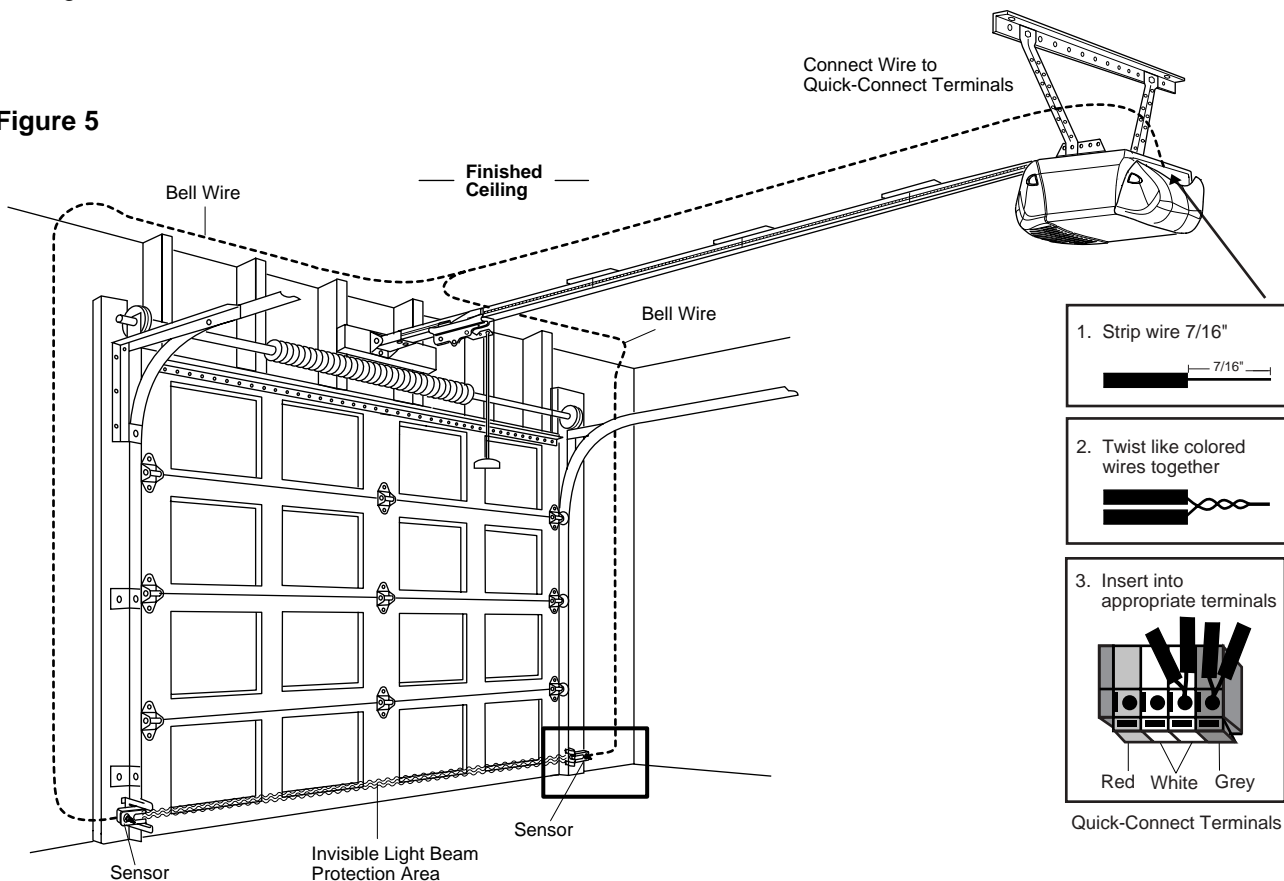 Connect Wire to
Quick-Connect Terminals
Figure 5
Finished
Ceiling
Bell Wire
Bell Wire
1. Strip wire 7/16"
7/16"
2. Twist like colored
wires together
3. Insert into
appropriate terminals
Red White Grey
Quick-Connect Terminals
Sensor
Invisible Light Beam
Protection Area
Sensor